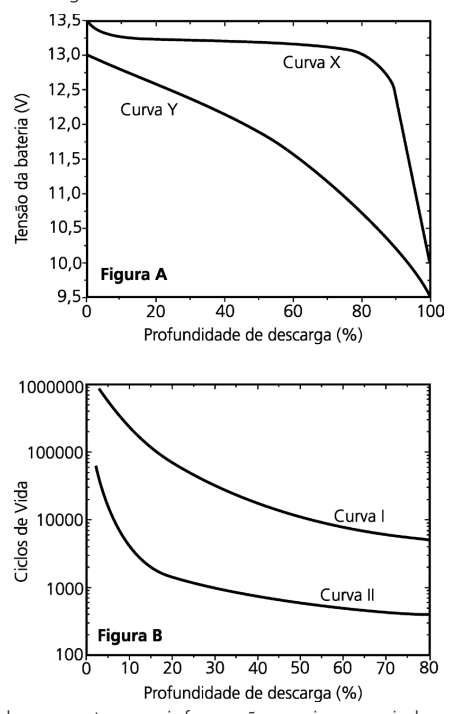 13,5
13,0
12,5
12,0
11,5
11,0
10,5
10,0
9,5
Tensão da bateria (V)
Curva X
Curva Y
Figura A
0 20 40 60 80 100
Profundidade de descarga (%)
1000000
100000
10000
1000
100
Ciclos de Vida
Curva I
Curva II
Figura B
0 10 20 30 40 50 60 70 80
Profundidade de descarga (%)